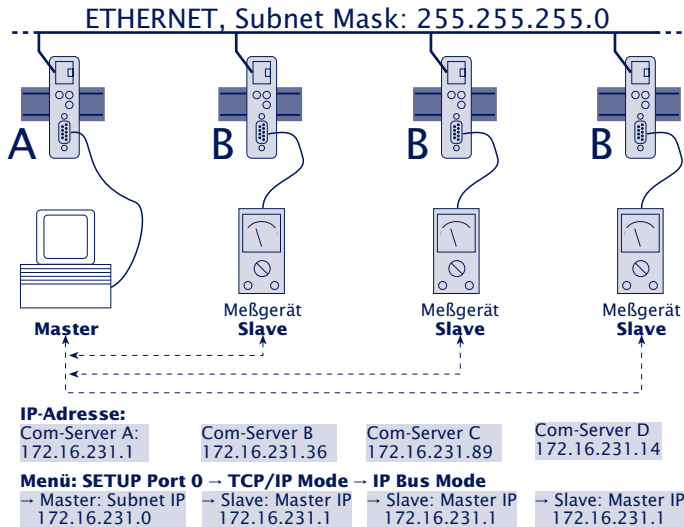 ETHERNET, Subnet Mask: 255.255.255.0
A
B
B
B
Master
Meßgerät
Slave
Meßgerät
Slave
Meßgerät
Slave
IP-Adresse:
Com-Server A:
172.16.231.1
Com-Server B
172.16.231.36
Com-Server C
172.16.231.89
Com-Server D
172.16.231.14
Menü: SETUP Port 0 → TCP/IP Mode → IP Bus Mode
→ Master: Subnet IP
172.16.231.0
→ Slave: Master IP
172.16.231.1
→ Slave: Master IP
172.16.231.1
→ Slave: Master IP
172.16.231.1